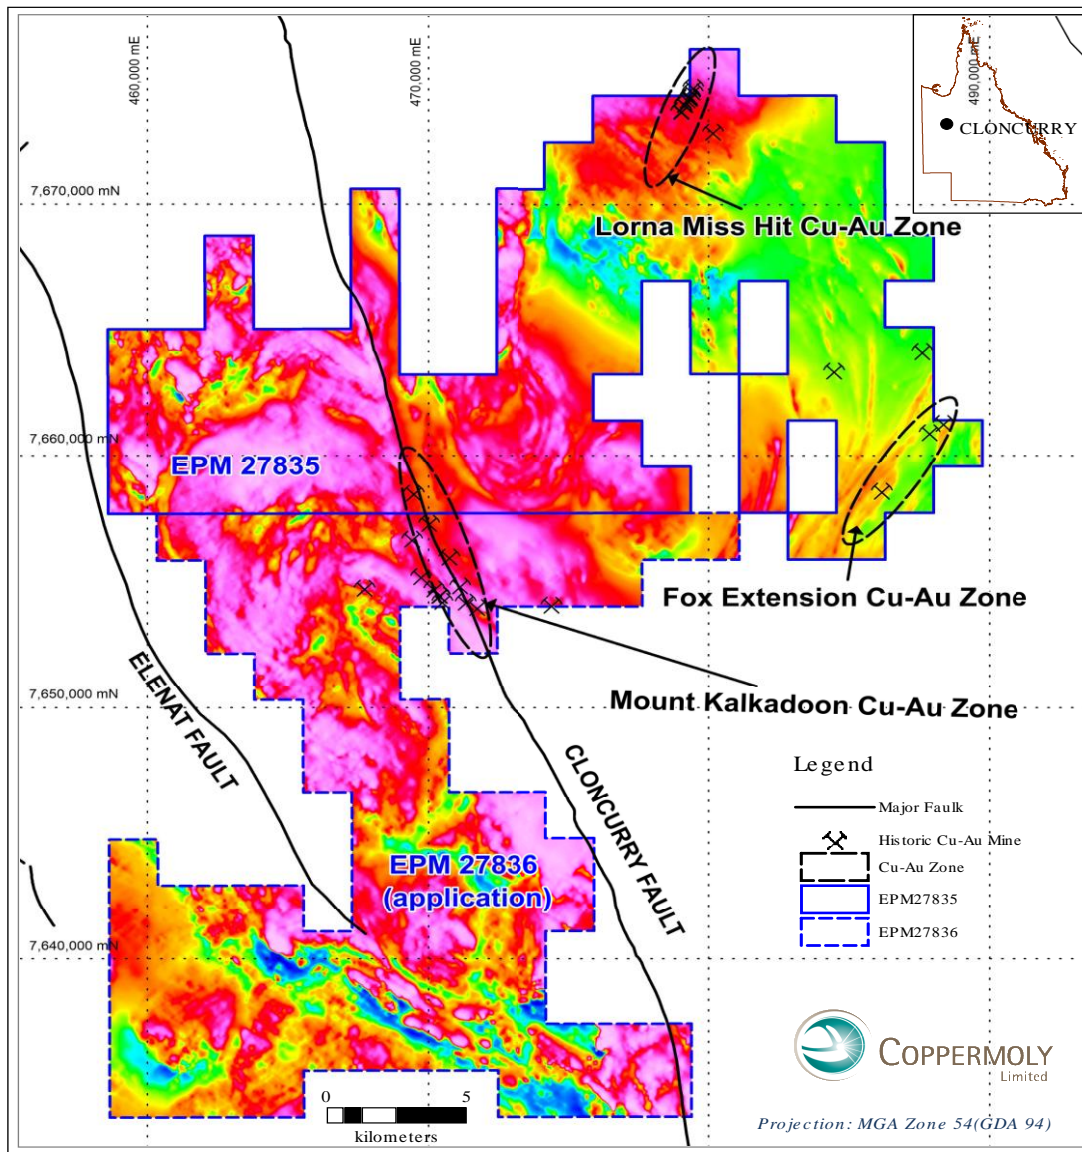 460,000 mE
470,000 mE
490,000 mE
CLONCURRY
7,670,000 mN
Lorna Miss Hit Cu-Au Zone
7,660,000 mN
EPM 27835
Fox Extension Cu-Au Zone
ELENAT FAULT
7,650,000 mN
Mount Kalkadoon Cu-Au Zone
CLONCURRY FAULT
Legend
Major Faulk
Historic Cu-Au Mine
Cu-Au Zone
EPM27835
EPM27836
EPM 27836
(application)
7,640,000 mN
COPPERMOLY
Limited
0 5
kilometers
Projection: MGA Zone 54(GDA 94)